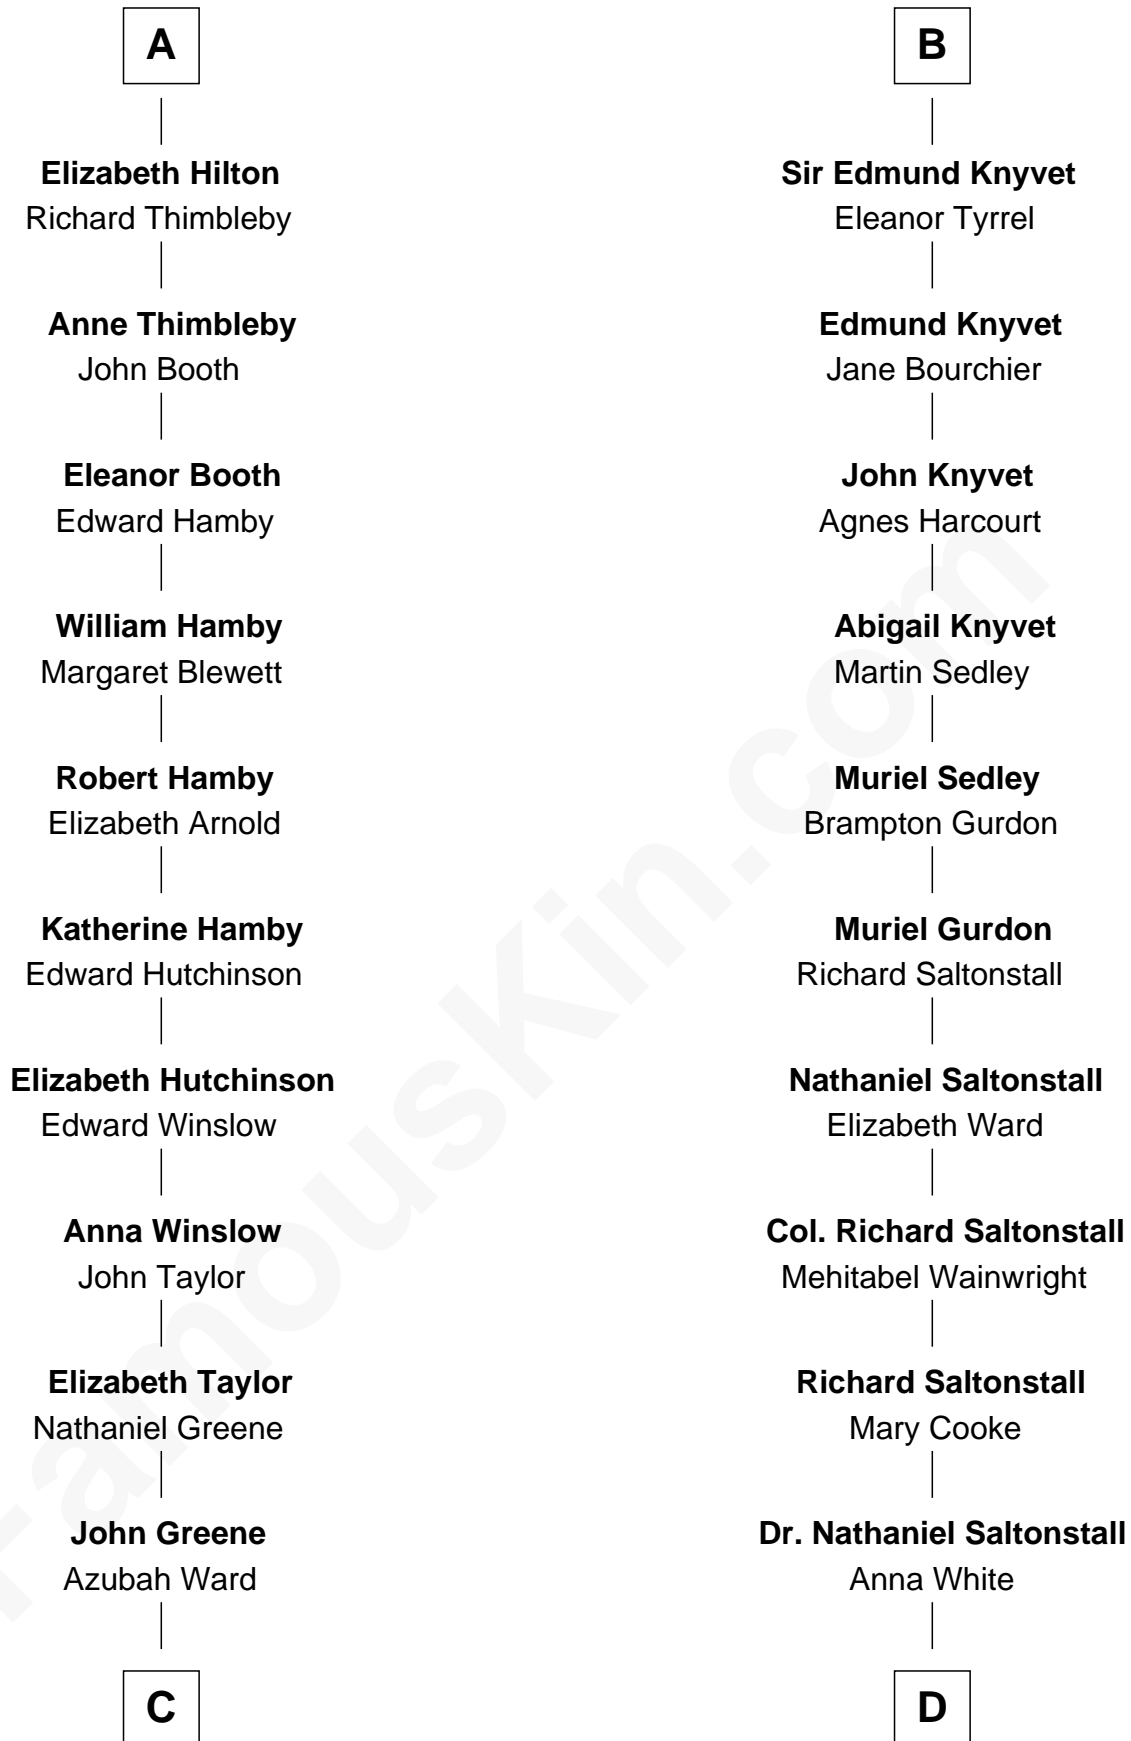 A
Elizabeth Hilton
Richard Thimbleby
Anne Thimbleby
John Booth
Eleanor Booth
Edward Hamby
William Hamby
Margaret Blewett
Robert Hamby
Elizabeth Arnold
Katherine Hamby
Edward Hutchinson
Elizabeth Hutchinson
Edward Winslow
Anna Winslow
John Taylor
Elizabeth Taylor
Nathaniel Greene
John Greene
Azubah Ward
C
B
Sir Edmund Knyvet
Eleanor Tyrrel
Edmund Knyvet
Jane Bourchier
John Knyvet
Agnes Harcourt
Abigail Knyvet
Martin Sedley
Muriel Sedley
Brampton Gurdon
Muriel Gurdon
Richard Saltonstall
Nathaniel Saltonstall
Elizabeth Ward
Col. Richard Saltonstall
Mehitabel Wainwright
Richard Saltonstall
Mary Cooke
Dr. Nathaniel Saltonstall
Anna White
D
FamousKin.com